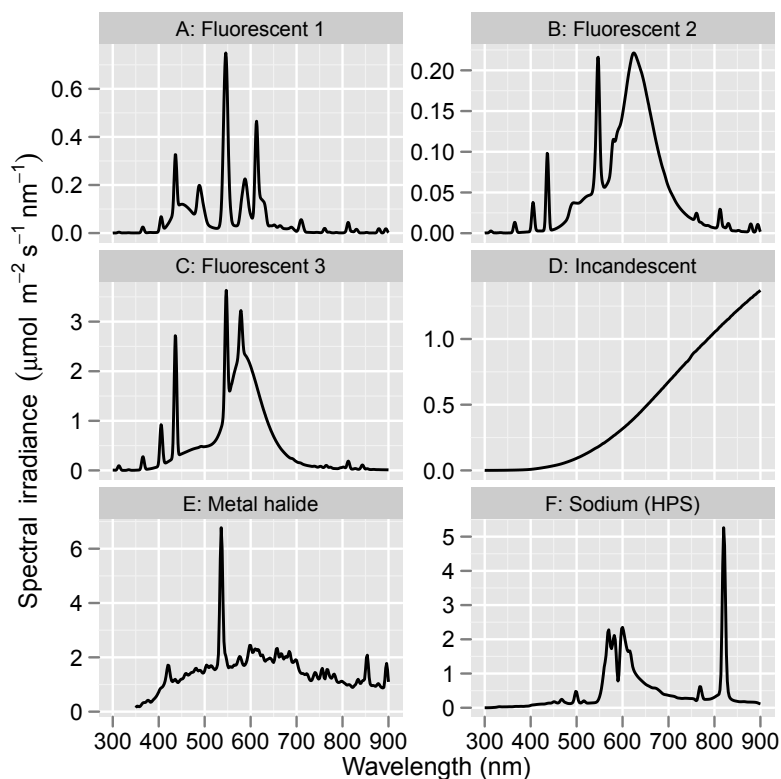 A: Fluorescent 1
B: Fluorescent 2
0.6
0.4
0.2
0.0
0.20
0.15
0.10
0.05
0.00
C: Fluorescent 3
D: Incandescent
3
2
1
0
1.0
0.5
0.0
E: Metal halide
F: Sodium (HPS)
6
4
2
0
5
4
3
2
1
0
300 400 500 600 700 800 900
300 400 500 600 700 800 900
Wavelength (nm)
Spectral irradiance (μmol m⁻² s⁻¹ nm⁻¹)